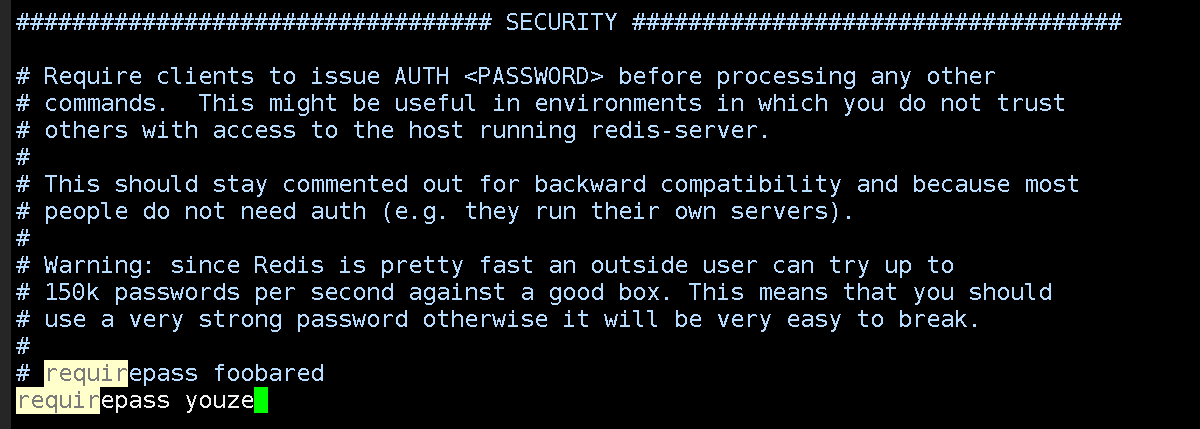 ################################## SECURITY ###################################
# Require clients to issue AUTH <PASSWORD> before processing any other
# commands.  This might be useful in environments in which you do not trust
# others with access to the host running redis-server.
#
# This should stay commented out for backward compatibility and because most
# people do not need auth (e.g. they run their own servers).
#
# Warning: since Redis is pretty fast an outside user can try up to
# 150k passwords per second against a good box. This means that you should
# use a very strong password otherwise it will be very easy to break.
#
# requirepass foobared
requirepass youze